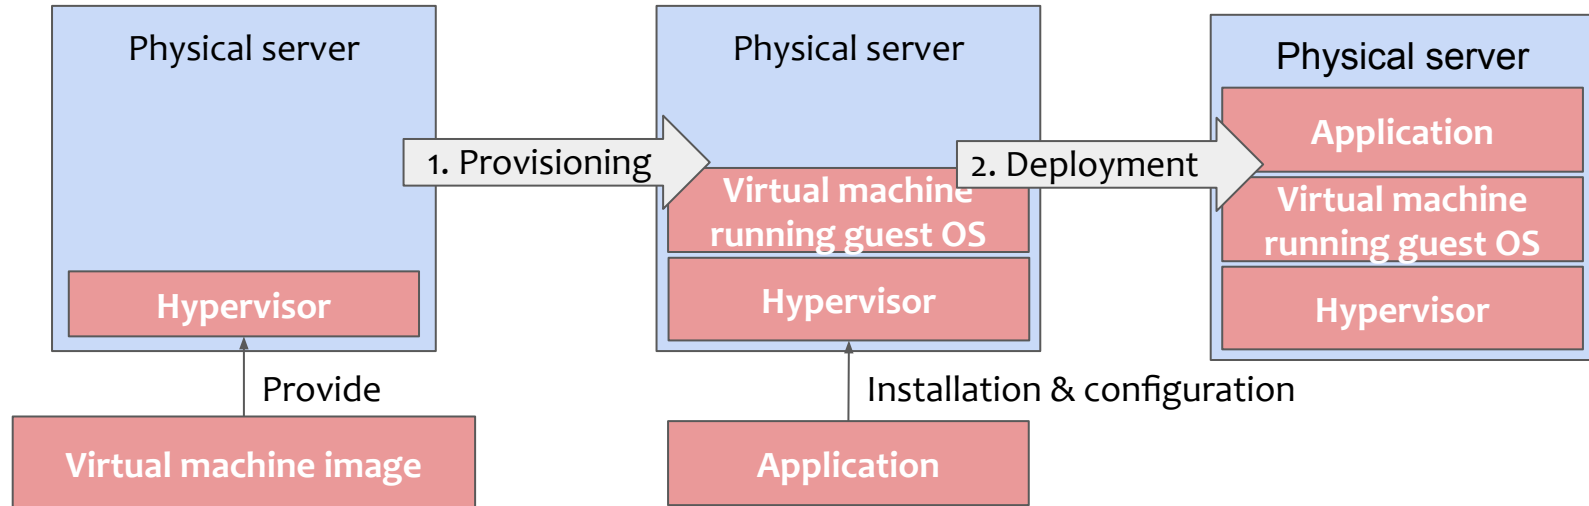 Physical server
Hypervisor
Provide
Virtual machine image
1. Provisioning
Physical server
Virtual machine
running guest OS
Hypervisor
Installation & configuration
Application
2. Deployment
Physical server
Application
Virtual machine
running guest OS
Hypervisor